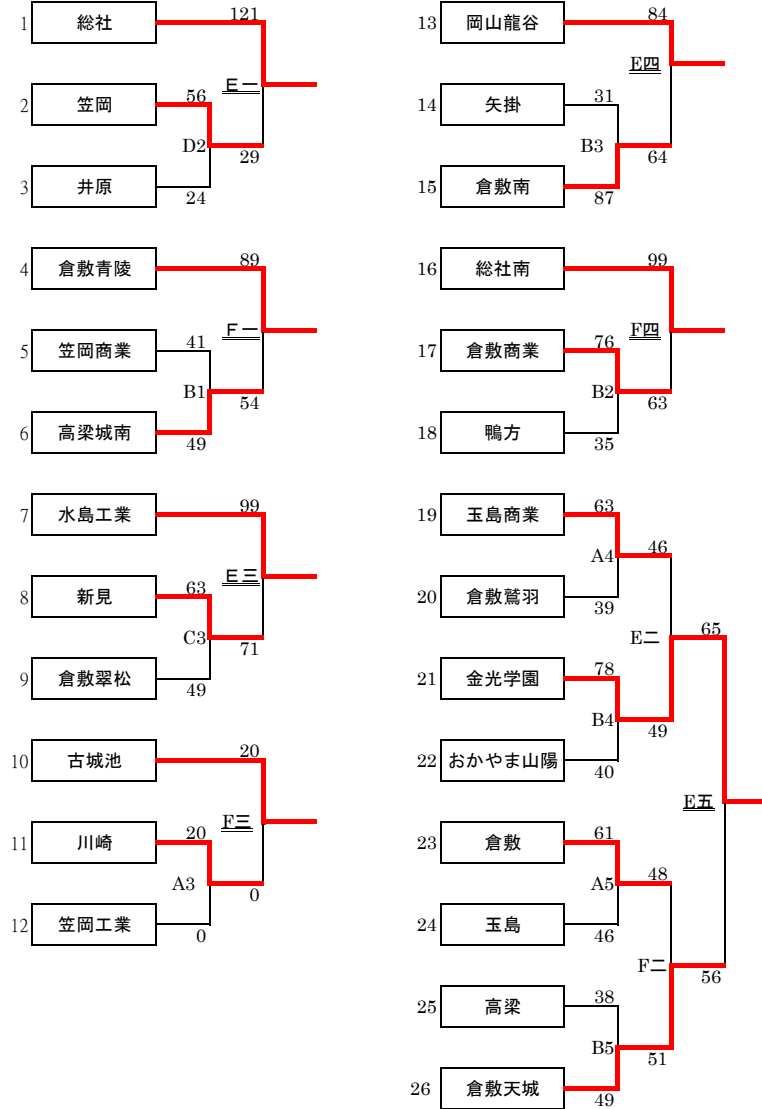 1 総社 121
E一
2 笠岡 56
D2 29
3 井原 24
4 倉敷青陵 89
F一
5 笠岡商業 41
B1 54
6 高梁城南 49
7 水島工業 99
E三
8 新見 63
C3 71
9 倉敷翠松 49
10 古城池 20
F三
11 川崎 20
A3 0
12 笠岡工業 0
13 岡山龍谷 84
E四
14 矢掛 31
B3 64
15 倉敷南 87
16 総社南 99
F四
17 倉敷商業 76
B2 63
18 鴨方 35
19 玉島商業 63
A4 46
20 倉敷鷲羽 39
E二 65
21 金光学園 78
B4 49
22 おかやま山陽 40
E五
23 倉敷 61
A5 48
24 玉島 46
F二 56
25 高梁 38
B5 51
26 倉敷天城 49